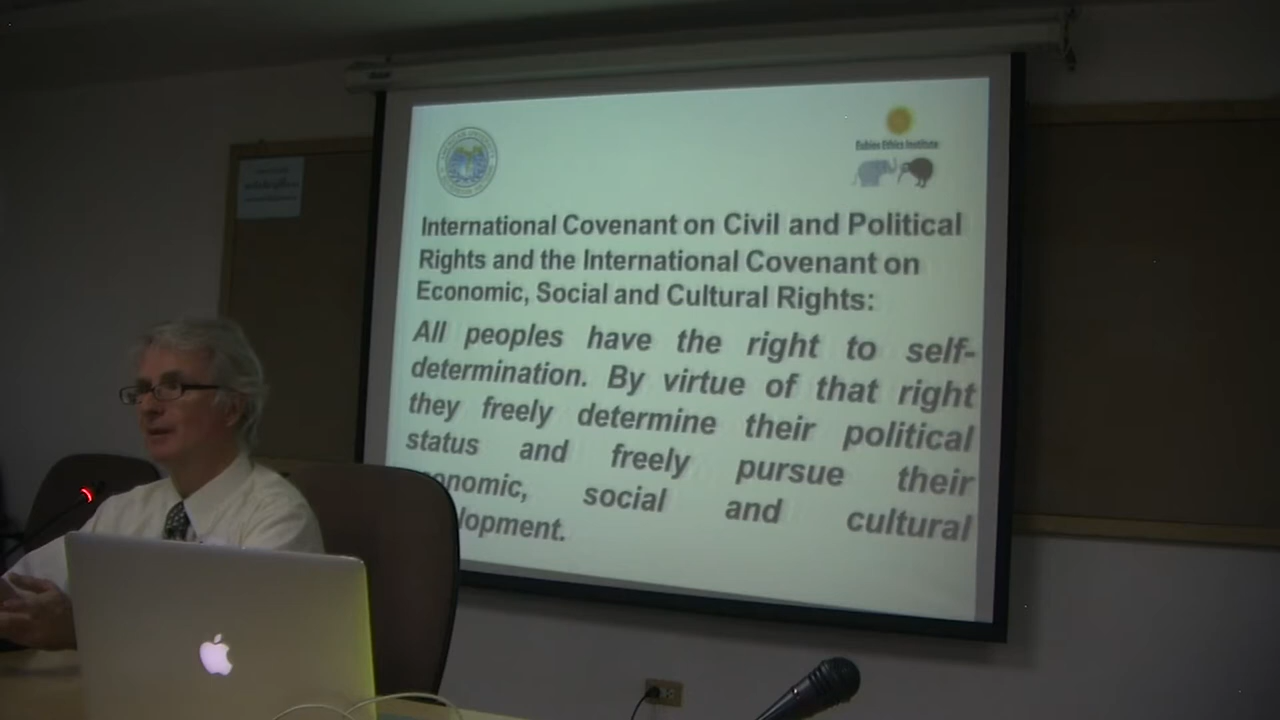 Eubios Ethics Institute
International Covenant on Civil and Political
Rights and the International Covenant on
Economic, Social and Cultural Rights:
All peoples have the right to self-
determination. By virtue of that right
they freely determine their political
status and freely pursue their
onomic, social and cultural
lopment.